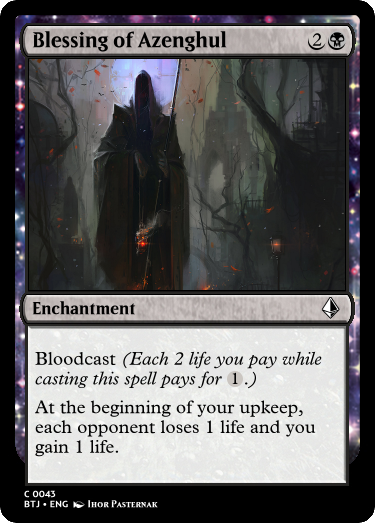 Blessing of Azenghul 2
Enchantment
Bloodcast (Each 2 life you pay while
casting this spell pays for 1.)
At the beginning of your upkeep,
each opponent loses 1 life and you
gain 1 life.
C 0043
BTJ • ENG Ihor Pasternak